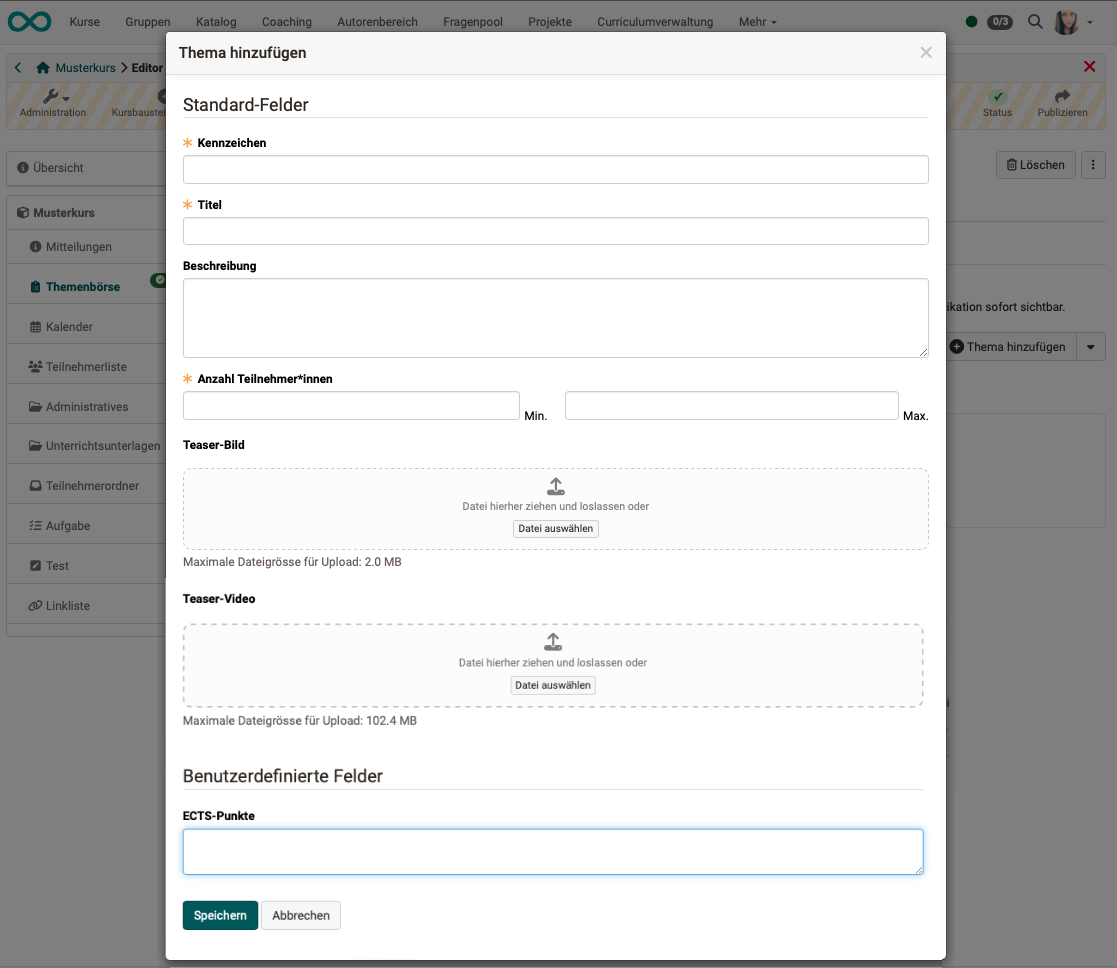 Kurse Gruppen Katalog Coaching Autorenbereich Fragenpool Projekte Curriculumverwaltung Mehr 0/3
Thema hinzufügen ×
Musterkurs Editor
Administration Kursbaustei Status Publizieren
Standard-Felder
Kennzeichen
Übersicht Löschen
Titel
Musterkurs
Mitteilungen
Beschreibung
Themenbörse
ikation sofort sichtbar.
Kalender
Thema hinzufügen
Teilnehmerliste
Anzahl Teilnehmer*innen
Administratives
Min. Max.
Unterrichtsunterlagen
Teaser-Bild
Teilnehmerordner
Datei hierher ziehen und loslassen oder
Aufgabe
Datei auswählen
Test
Maximale Dateigrösse für Upload: 2.0 MB
Linkliste
Teaser-Video
Datei hierher ziehen und loslassen oder
Datei auswählen
Maximale Dateigrösse für Upload: 102.4 MB
Benutzerdefinierte Felder
ECTS-Punkte
Speichern Abbrechen